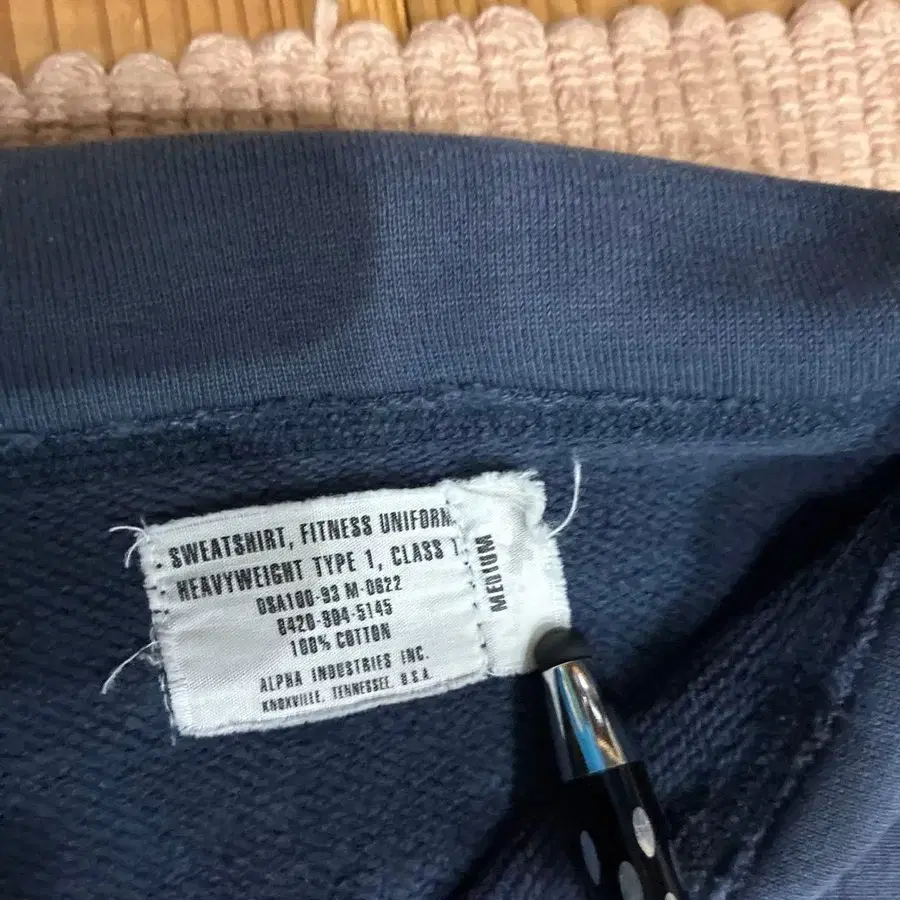 SWEATSHIRT, FITNESS UNIFORM
HEAVYWEIGHT TYPE 1, CLASS 1
DSA100-93 M-0622
8420-904-5145
100% COTTON
ALPHA INDUSTRIES INC.
KNOXVILLE, TENNESSEE. U.S.A.
MEDIUM